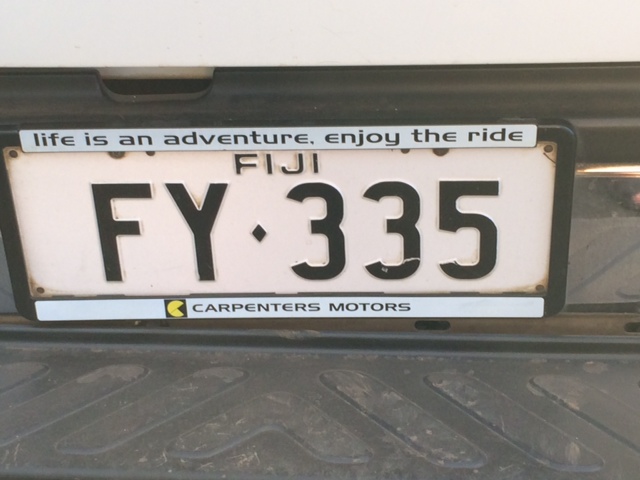 life is an adventure, enjoy the ride
FIJI
FY·335
CARPENTERS MOTORS